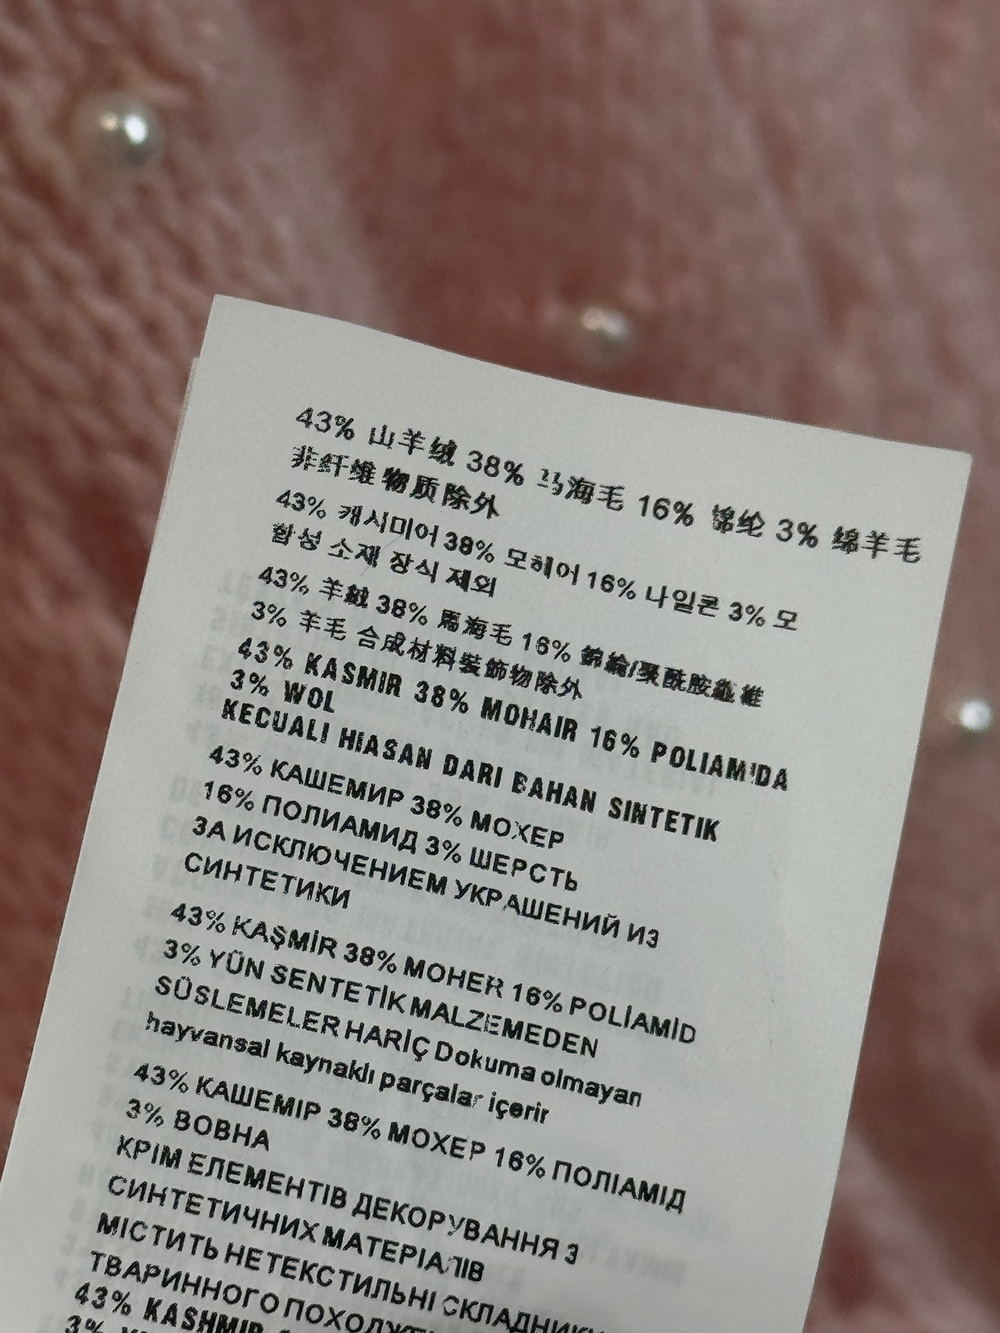 43% 山羊绒 38% 马海毛 16% 锦纶 3% 绵羊毛
非纤维物质除外
43% 캐시미어 38% 모헤어 16% 나일론 3% 모
합성 소재 장식 제외
43% 羊絨 38% 馬海毛 16% 錦綸/聚酰胺纖維
3% 羊毛 合成材料裝飾物除外
43% KASMIR 38% MOHAIR 16% POLIAMIDA
3% WOL
KECUALI HIASAN DARI BAHAN SINTETIK
43% КАШЕМИР 38% МОХЕР
16% ПОЛИАМИД 3% ШЕРСТЬ
ЗА ИСКЛЮЧЕНИЕМ УКРАШЕНИЙ ИЗ
СИНТЕТИКИ
43% KAŞMİR 38% MOHER 16% POLİAMİD
3% YÜN SENTETİK MALZEMEDEN
SÜSLEMELER HARİÇ Dokuma olmayan
hayvansal kaynaklı parçalar içerir
43% КАШЕМІР 38% МОХЕР 16% ПОЛІАМІД
3% ВОВНА
КРІМ ЕЛЕМЕНТІВ ДЕКОРУВАННЯ З
СИНТЕТИЧНИХ МАТЕРІАЛІВ
МІСТИТЬ НЕТЕКСТИЛЬНІ СКЛАДНИКИ
ТВАРИННОГО
43% KASHMIR
3%